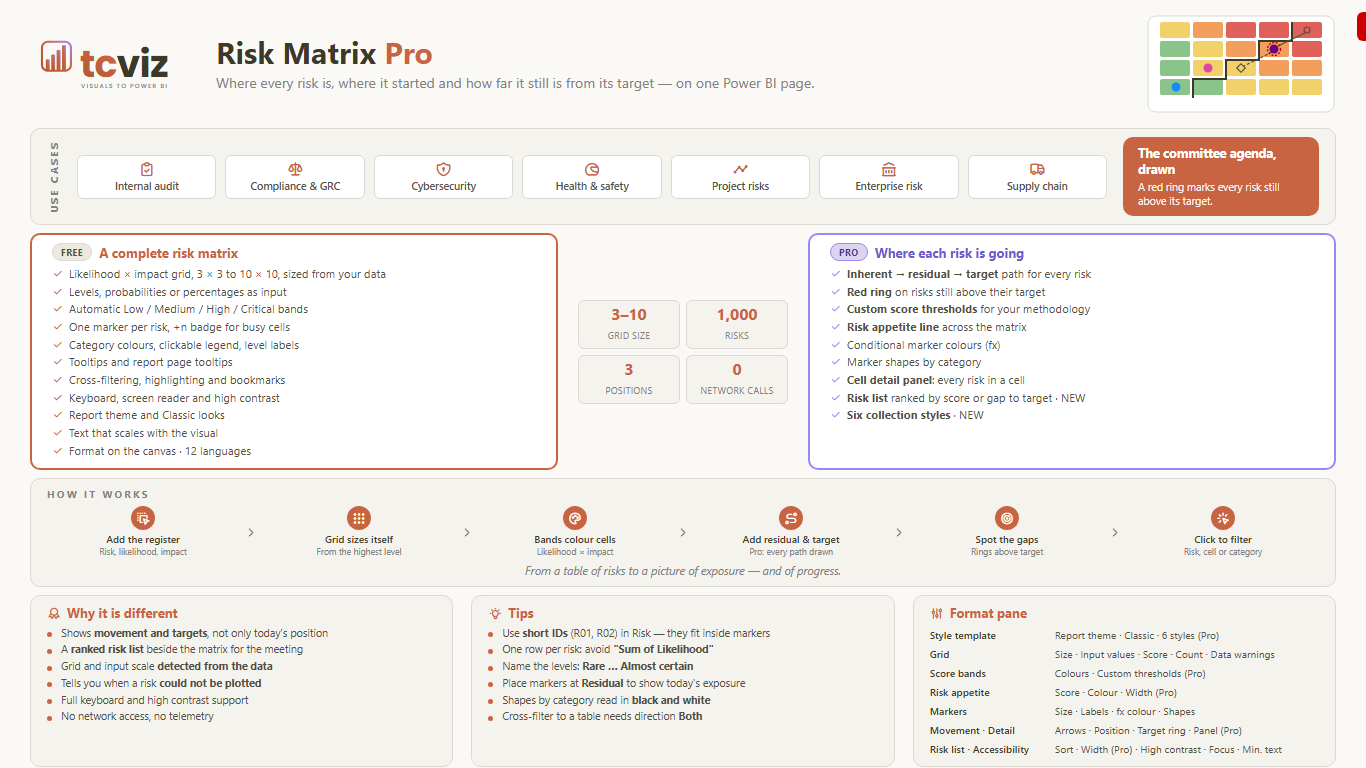 tcviz
VISUALS TO POWER BI
Risk Matrix Pro
Where every risk is, where it started and how far it still is from its target — on one Power BI page.
USE CASES
Internal audit
Compliance & GRC
Cybersecurity
Health & safety
Project risks
Enterprise risk
Supply chain
The committee agenda,
drawn
A red ring marks every risk still
above its target.
FREE
A complete risk matrix
✓ Likelihood × impact grid, 3 × 3 to 10 × 10, sized from your data
✓ Levels, probabilities or percentages as input
✓ Automatic Low / Medium / High / Critical bands
✓ One marker per risk, +n badge for busy cells
✓ Category colours, clickable legend, level labels
✓ Tooltips and report page tooltips
✓ Cross-filtering, highlighting and bookmarks
✓ Keyboard, screen reader and high contrast
✓ Report theme and Classic looks
✓ Text that scales with the visual
✓ Format on the canvas · 12 languages
3–10
GRID SIZE
1,000
RISKS
3
POSITIONS
0
NETWORK CALLS
PRO
Where each risk is going
✓ Inherent → residual → target path for every risk
✓ Red ring on risks still above their target
✓ Custom score thresholds for your methodology
✓ Risk appetite line across the matrix
✓ Conditional marker colours (fx)
✓ Marker shapes by category
✓ Cell detail panel: every risk in a cell
✓ Risk list ranked by score or gap to target · NEW
✓ Six collection styles · NEW
HOW IT WORKS
Add the register
Risk, likelihood, impact
Grid sizes itself
From the highest level
Bands colour cells
Likelihood × impact
Add residual & target
Pro: every path drawn
Spot the gaps
Rings above target
Click to filter
Risk, cell or category
From a table of risks to a picture of exposure — and of progress.
Why it is different
• Shows movement and targets, not only today's position
• A ranked risk list beside the matrix for the meeting
• Grid and input scale detected from the data
• Tells you when a risk could not be plotted
• Full keyboard and high contrast support
• No network access, no telemetry
Tips
• Use short IDs (R01, R02) in Risk — they fit inside markers
• One row per risk: avoid "Sum of Likelihood"
• Name the levels: Rare ... Almost certain
• Place markers at Residual to show today's exposure
• Shapes by category read in black and white
• Cross-filter to a table needs direction Both
Format pane
Style template Report theme · Classic · 6 styles (Pro)
Grid Size · Input values · Score · Count · Data warnings
Score bands Colours · Custom thresholds (Pro)
Risk appetite Score · Colour · Width (Pro)
Markers Size · Labels · fx colour · Shapes
Movement · Detail Arrows · Position · Target ring · Panel (Pro)
Risk list · Accessibility Sort · Width (Pro) · High contrast · Focus · Min. text